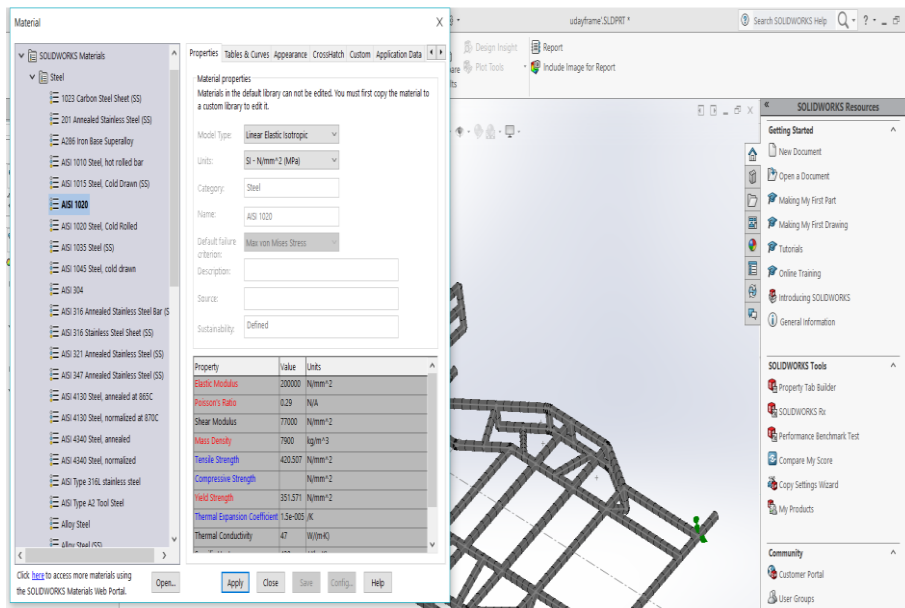 Material
X
udayframe'.SLDPRT *
Search SOLIDWORKS Help
?
Design Insight
Plot Tools
Report
Include Image for Report
SOLIDWORKS Materials
Steel
1023 Carbon Steel Sheet (SS)
201 Annealed Stainless Steel (SS)
A286 Iron Base Superalloy
AISI 1010 Steel, hot rolled bar
AISI 1015 Steel, Cold Drawn (SS)
AISI 1020
AISI 1020 Steel, Cold Rolled
AISI 1035 Steel (SS)
AISI 1045 Steel, cold drawn
AISI 304
AISI 316 Annealed Stainless Steel Bar (S
AISI 316 Stainless Steel Sheet (SS)
AISI 321 Annealed Stainless Steel (SS)
AISI 347 Annealed Stainless Steel (SS)
AISI 4130 Steel, annealed at 865C
AISI 4130 Steel, normalized at 870C
AISI 4340 Steel, annealed
AISI 4340 Steel, normalized
AISI Type 316L stainless steel
AISI Type A2 Tool Steel
Alloy Steel
Alloy Steel (SS)
Click here to access more materials using
the SOLIDWORKS Materials Web Portal.
Open...
Properties Tables & Curves Appearance CrossHatch Custom Application Data
Material properties
Materials in the default library can not be edited. You must first copy the material to
a custom library to edit it.
Model Type: Linear Elastic Isotropic
Units: SI - N/mm^2 (MPa)
Category: Steel
Name: AISI 1020
Default failure
criterion: Max von Mises Stress
Description:
Source:
Sustainability: Defined
Property Value Units
Elastic Modulus 200000 N/mm^2
Poisson's Ratio 0.29 N/A
Shear Modulus 77000 N/mm^2
Mass Density 7900 kg/m^3
Tensile Strength 420.507 N/mm^2
Compressive Strength N/mm^2
Yield Strength 351.571 N/mm^2
Thermal Expansion Coefficient 1.5e-005 /K
Thermal Conductivity 47 W/(m·K)
Apply Close Save Config... Help
SOLIDWORKS Resources
Getting Started
New Document
Open a Document
Making My First Part
Making My First Drawing
Tutorials
Online Training
Introducing SOLIDWORKS
General Information
SOLIDWORKS Tools
Property Tab Builder
SOLIDWORKS Rx
Performance Benchmark Test
Compare My Score
Copy Settings Wizard
My Products
Community
Customer Portal
User Groups